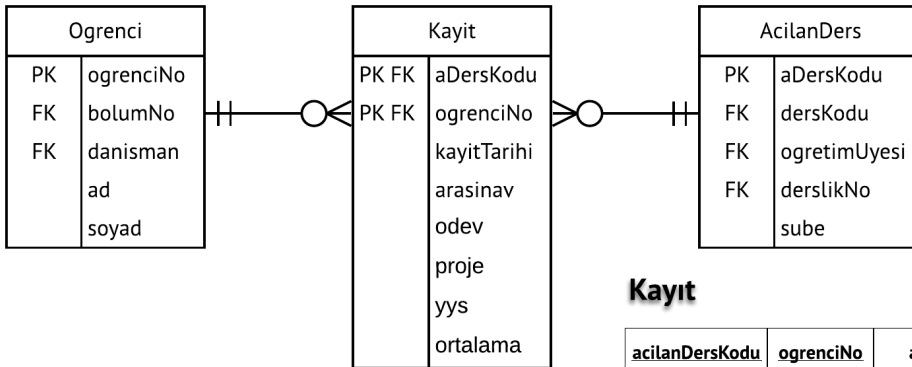 Ogrenci
PK ogrenciNo
FK bolumNo
FK danisman
ad
soyad
Kayit
PK FK aDersKodu
PK FK ogrenciNo
kayitTarihi
arasinav
odev
proje
yys
ortalama
AcilanDers
PK aDersKodu
FK dersKodu
FK ogretimUyesi
FK derslikNo
sube
Kayıt
acilanDersKodu ogrenciNo